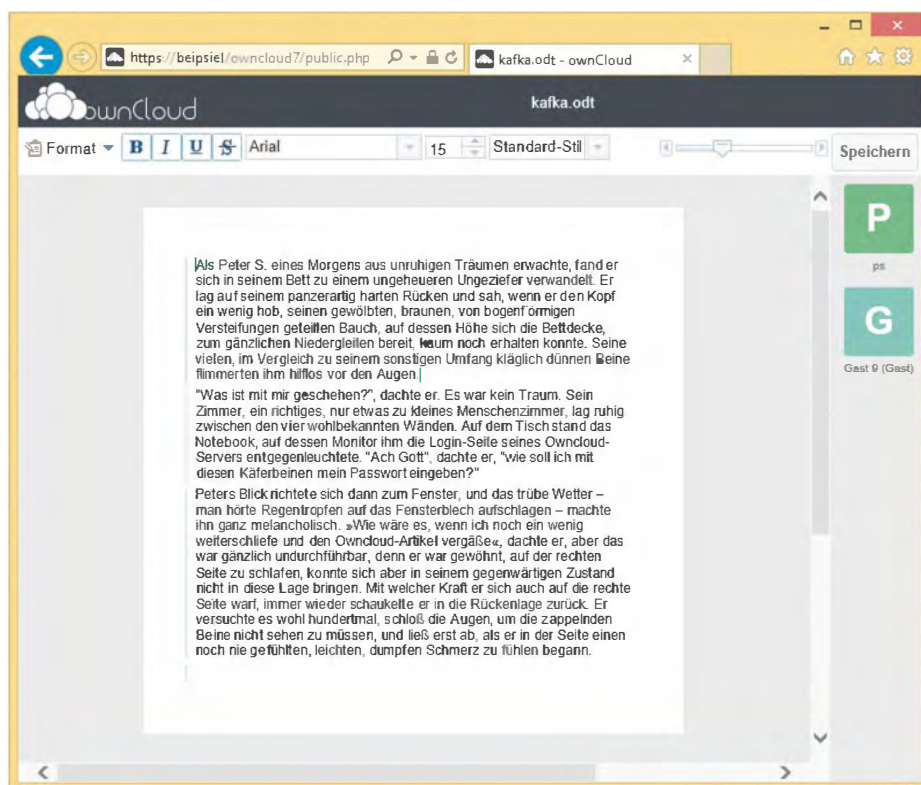 https://beipsiel/owncloud7/public.php
kafka.odt - ownCloud
ownCloud
kafka.odt
Format
B I U S
Arial
15
Standard-Stil
Speichern
P
ps
G
Gast 9 (Gast)
Als Peter S. eines Morgens aus unruhigen Träumen erwachte, fand er
sich in seinem Bett zu einem ungeheueren Ungeziefer verwandelt. Er
lag auf seinem panzerartig harten Rücken und sah, wenn er den Kopf
ein wenig hob, seinen gewölbten, braunen, von bogenförmigen
Versteifungen geteilten Bauch, auf dessen Höhe sich die Bettdecke,
zum gänzlichen Niedergleiten bereit, kaum noch erhalten konnte. Seine
vielen, im Vergleich zu seinem sonstigen Umfang kläglich dünnen Beine
flimmerten ihm hilflos vor den Augen.
"Was ist mit mir geschehen?", dachte er. Es war kein Traum. Sein
Zimmer, ein richtiges, nur etwas zu kleines Menschenzimmer, lag ruhig
zwischen den vier wohlbekannten Wänden. Auf dem Tisch stand das
Notebook, auf dessen Monitor ihm die Login-Seite seines Owncloud-
Servers entgegenleuchtete. "Ach Gott", dachte er, "wie soll ich mit
diesen Käferbeinen mein Passwort eingeben?"
Peters Blick richtete sich dann zum Fenster, und das trübe Wetter –
man hörte Regentropfen auf das Fensterblech aufschlagen – machte
ihn ganz melancholisch. »Wie wäre es, wenn ich noch ein wenig
weiterschliefe und den Owncloud-Artikel vergäße«, dachte er, aber das
war gänzlich undurchführbar, denn er war gewöhnt, auf der rechten
Seite zu schlafen, konnte sich aber in seinem gegenwärtigen Zustand
nicht in diese Lage bringen. Mit welcher Kraft er sich auch auf die rechte
Seite warf, immer wieder schaukelte er in die Rückenlage zurück. Er
versuchte es wohl hundertmal, schloß die Augen, um die zappelnden
Beine nicht sehen zu müssen, und ließ erst ab, als er in der Seite einen
noch nie gefühlten, leichten, dumpfen Schmerz zu fühlen begann.